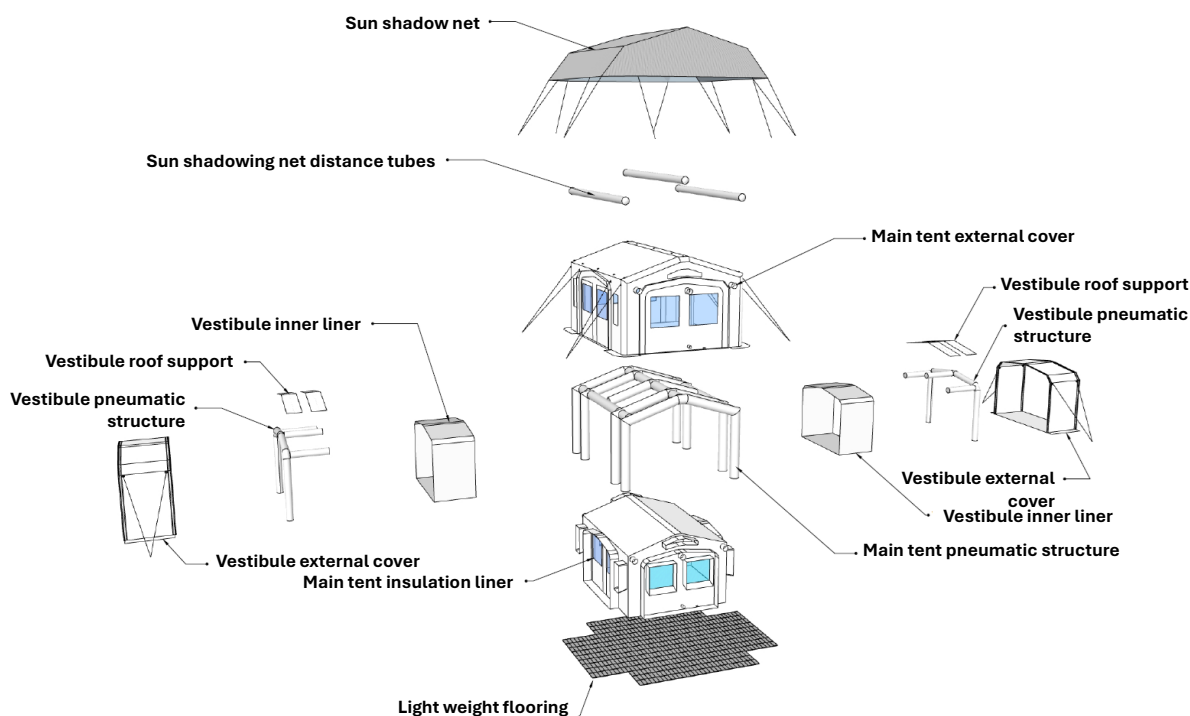 Sun shadow net
Sun shadowing net distance tubes
Main tent external cover
Vestibule roof support
Vestibule pneumatic
structure
Vestibule inner liner
Vestibule roof support
Vestibule pneumatic
structure
Vestibule external
cover
Vestibule inner liner
Main tent pneumatic structure
Vestibule external cover
Main tent insulation liner
Light weight flooring